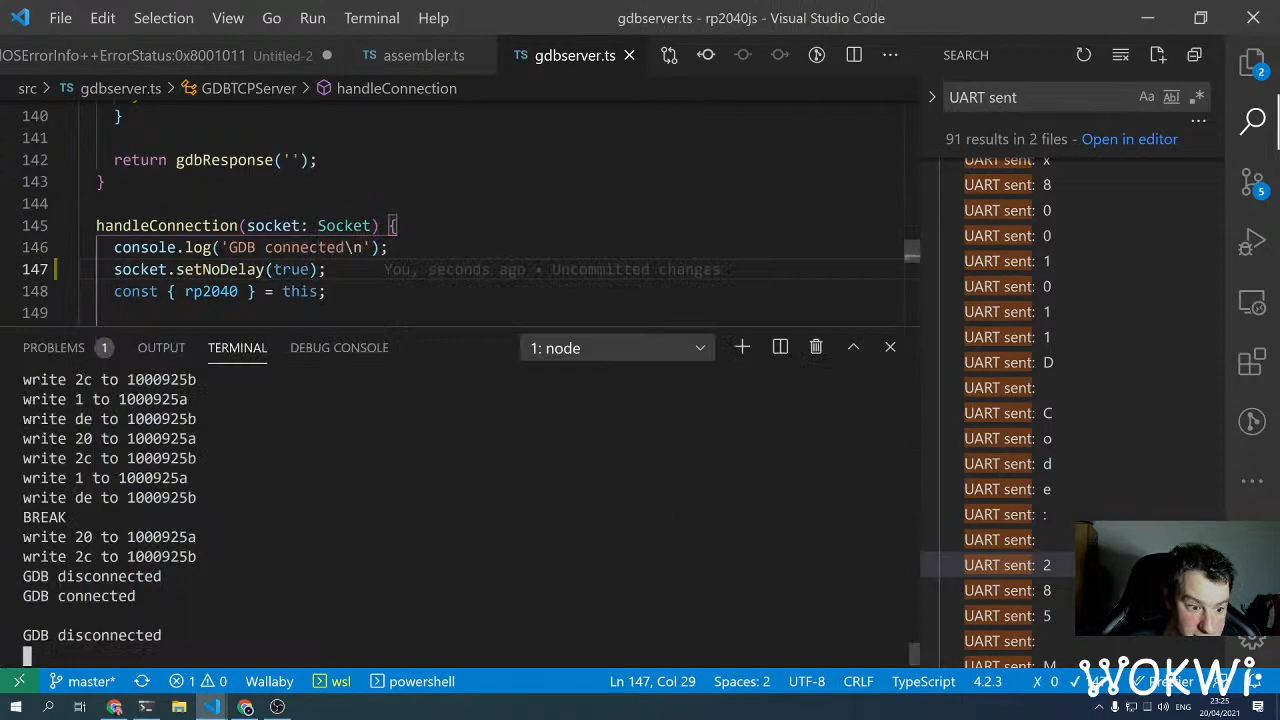 File Edit Selection View Go Run Terminal Help gdbserver.ts - rp2040js - Visual Studio Code
OSErrorInfo++ErrorStatus:0x8001011 Untitled-2 TS assembler.ts TS gdbserver.ts
src > TS gdbserver.ts > GDBTCPServer > handleConnection
140 }
141
142 return gdbResponse('');
143 }
144
145 handleConnection(socket: Socket) {
146 console.log('GDB connected\n');
147 socket.setNoDelay(true); You, seconds ago • Uncommitted changes
148 const { rp2040 } = this;
149
PROBLEMS 1 OUTPUT TERMINAL DEBUG CONSOLE 1: node
write 2c to 1000925b
write 1 to 1000925a
write de to 1000925b
write 20 to 1000925a
write 2c to 1000925b
write 1 to 1000925a
write de to 1000925b
BREAK
write 20 to 1000925a
write 2c to 1000925b
GDB disconnected
GDB connected
GDB disconnected
SEARCH
UART sent Aa Abl .*
91 results in 2 files - Open in editor
UART sent: x
UART sent: 8
UART sent: 0
UART sent: 0
UART sent: 1
UART sent: 0
UART sent: 1
UART sent: 1
UART sent: D
UART sent:
UART sent: C
UART sent: o
UART sent: d
UART sent: e
UART sent: :
UART sent:
UART sent: 2
UART sent: 8
UART sent: 5
UART sent:
UART sent: M
2
5
WOKWi
master* 1 0 Wallaby wsl powershell Ln 147, Col 29 Spaces: 2 UTF-8 CRLF TypeScript 4.2.3 X 0 Prettier
ENG 23:25
20/04/2021